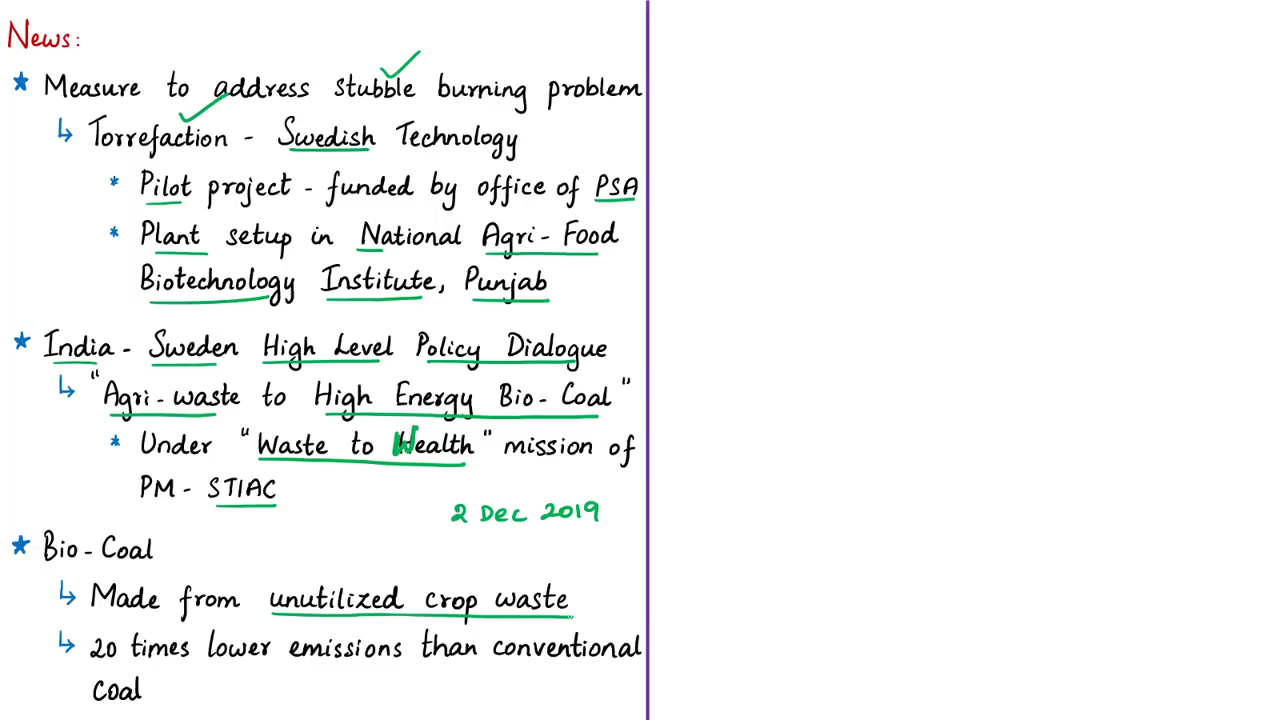 News:
* Measure to address stubble burning problem
↳ Torrefaction - Swedish Technology
* Pilot project - funded by office of PSA
* Plant setup in National Agri - Food
Biotechnology Institute, Punjab
* India - Sweden High Level Policy Dialogue
↳ "Agri - waste to High Energy Bio - Coal"
* Under "Waste to Wealth" mission of
PM - STIAC
2 Dec 2019
* Bio - Coal
↳ Made from unutilized crop waste
↳ 20 times lower emissions than conventional
coal